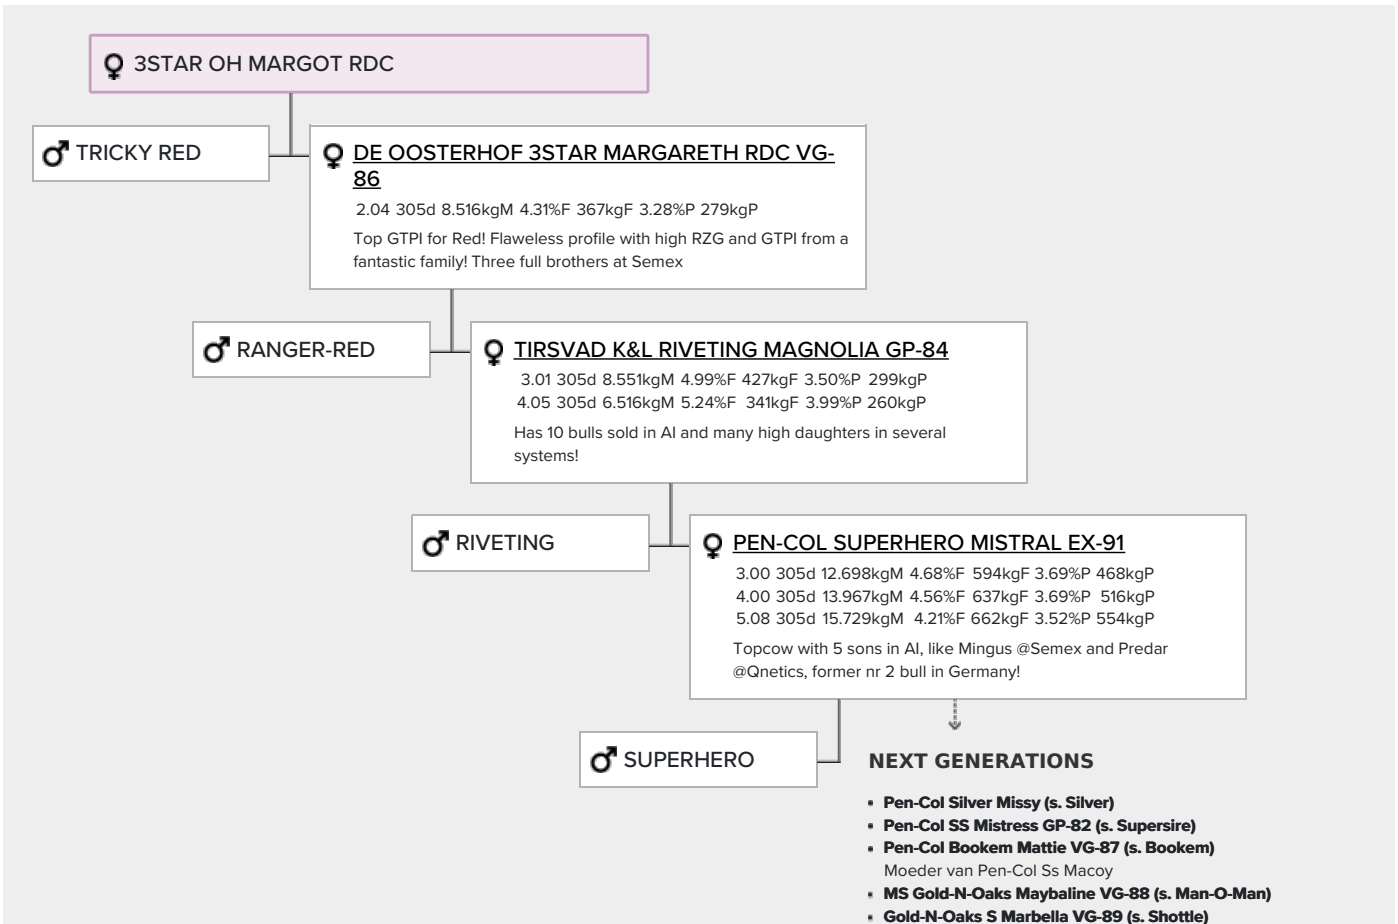 3STAR OH MARGOT RDC
TRICKY RED
DE OOSTERHOF 3STAR MARGARETH RDC VG-
86
2.04 305d 8.516kgM 4.31%F 367kgF 3.28%P 279kgP
Top GTPI for Red! Flaweless profile with high RZG and GTPI from a
fantastic family! Three full brothers at Semex
RANGER-RED
TIRSVAD K&L RIVETING MAGNOLIA GP-84
3.01 305d 8.551kgM 4.99%F 427kgF 3.50%P 299kgP
4.05 305d 6.516kgM 5.24%F 341kgF 3.99%P 260kgP
Has 10 bulls sold in AI and many high daughters in several
systems!
RIVETING
PEN-COL SUPERHERO MISTRAL EX-91
3.00 305d 12.698kgM 4.68%F 594kgF 3.69%P 468kgP
4.00 305d 13.967kgM 4.56%F 637kgF 3.69%P 516kgP
5.08 305d 15.729kgM 4.21%F 662kgF 3.52%P 554kgP
Topcow with 5 sons in AI, like Mingus @Semex and Predar
@Qnetics, former nr 2 bull in Germany!
SUPERHERO
NEXT GENERATIONS
• Pen-Col Silver Missy (s. Silver)
• Pen-Col SS Mistress GP-82 (s. Supersire)
• Pen-Col Bookem Mattie VG-87 (s. Bookem)
Moeder van Pen-Col Ss Macoy
• MS Gold-N-Oaks Maybaline VG-88 (s. Man-O-Man)
• Gold-N-Oaks S Marbella VG-89 (s. Shottle)